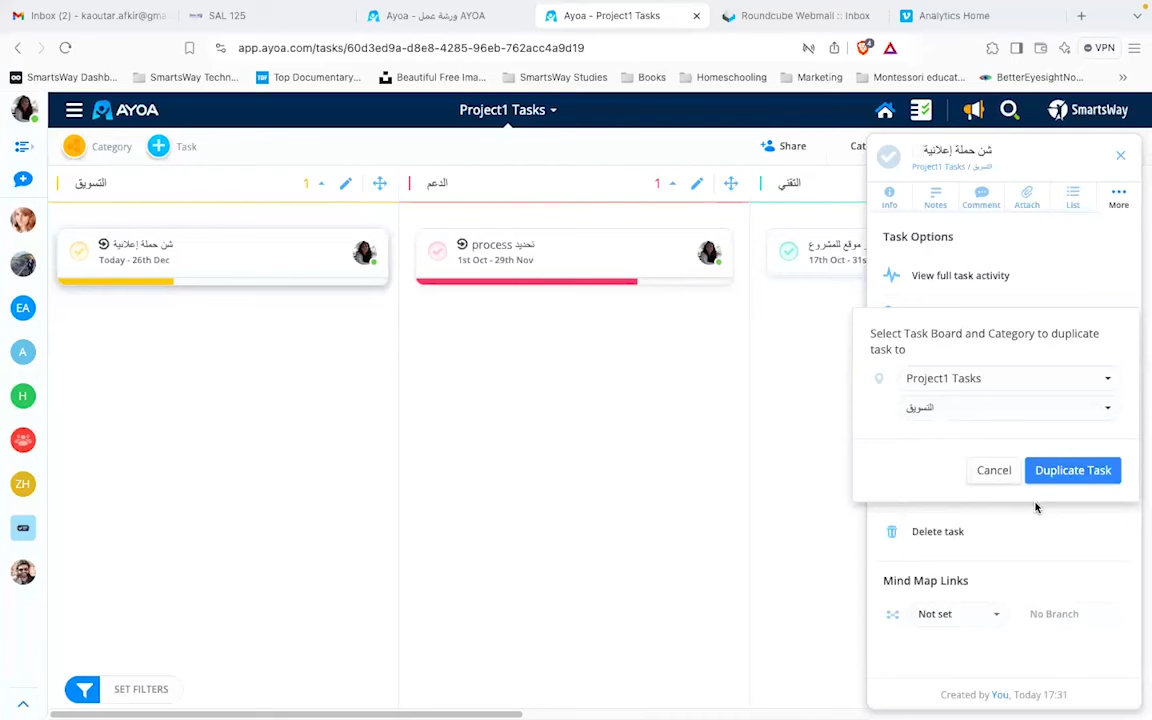 Inbox (2) - kaoutar.afkir@gma
SAL 125
Ayoa - ورشة عمل AYOA
Ayoa - Project1 Tasks
Roundcube Webmail :: Inbox
Analytics Home
app.ayoa.com/tasks/60d3ed9a-d8e8-4285-96eb-762acc4a9d19
4
VPN
SmartsWay Dashb...
SmartsWay Techn...
Top Documentary...
Beautiful Free Ima...
SmartsWay Studies
Books
Homeschooling
Marketing
Montessori educat...
BetterEyesightNo...
AYOA
Project1 Tasks
SmartsWay
Category
Task
Share
Cat
التسويق
1
الدعم
1
التقني
شن حملة إعلانية
Today - 26th Dec
تحديد process
1st Oct - 29th Nov
موقع للمشروع
17th Oct - 31s
EA
A
H
ZH
SET FILTERS
شن حملة إعلانية
Project1 Tasks / التسويق
Info
Notes
Comment
Attach
List
More
Task Options
View full task activity
Select Task Board and Category to duplicate
task to
Project1 Tasks
التسويق
Cancel
Duplicate Task
Delete task
Mind Map Links
Not set
No Branch
Created by You, Today 17:31